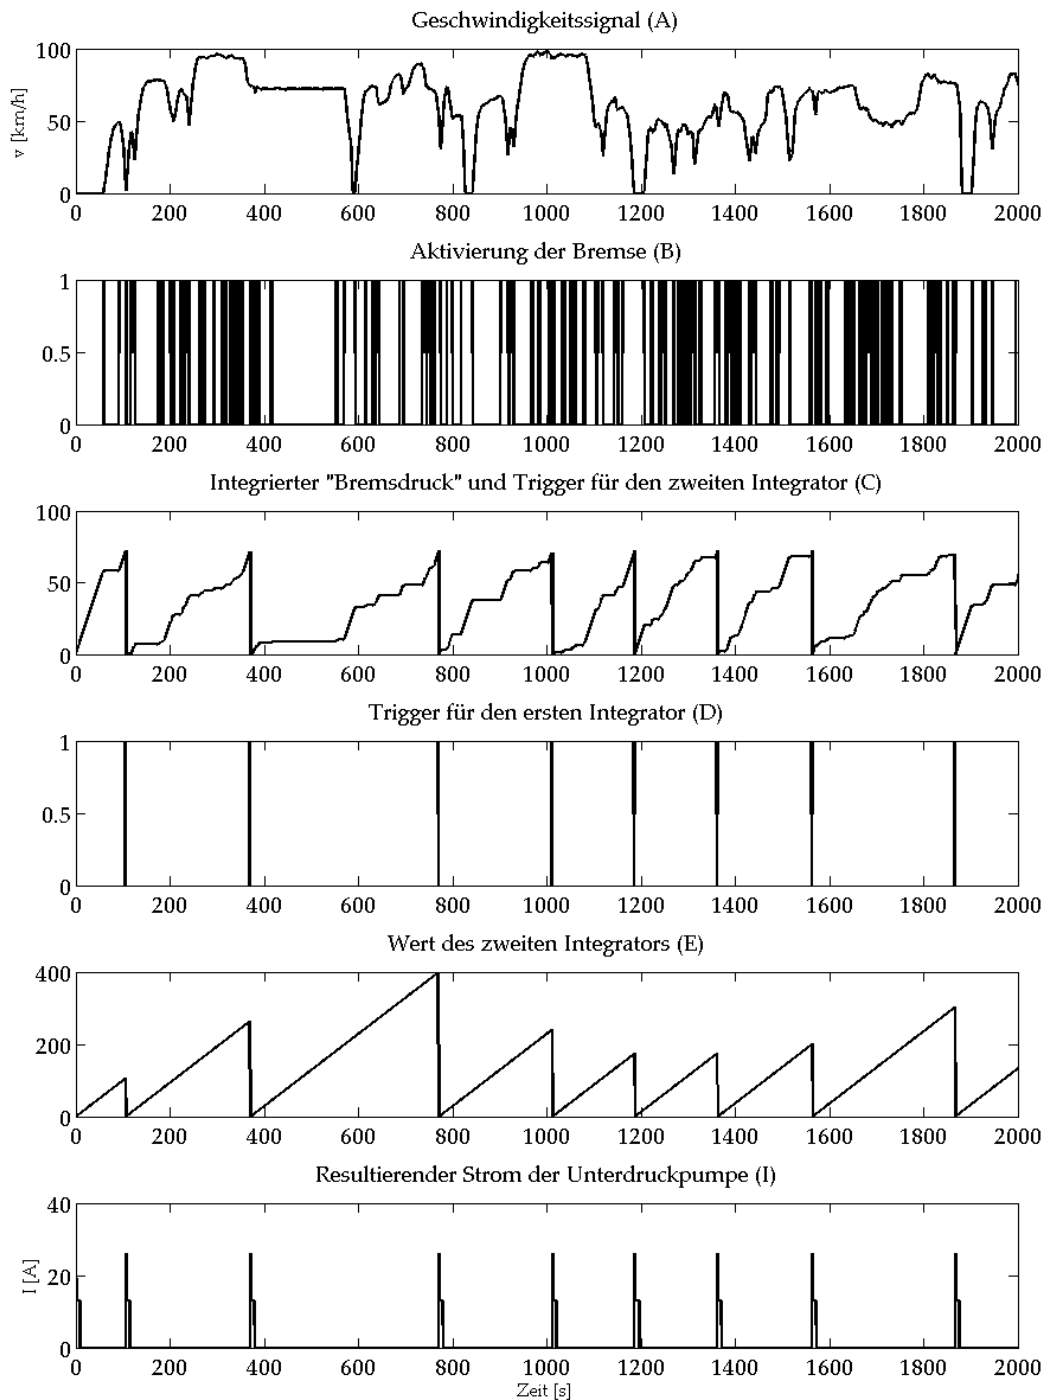 Geschwindigkeitssignal (A)
100
50
0
v [km/h]
0 200 400 600 800 1000 1200 1400 1600 1800 2000
Aktivierung der Bremse (B)
1
0.5
0
0 200 400 600 800 1000 1200 1400 1600 1800 2000
Integrierter "Bremsdruck" und Trigger für den zweiten Integrator (C)
100
50
0
0 200 400 600 800 1000 1200 1400 1600 1800 2000
Trigger für den ersten Integrator (D)
1
0.5
0
0 200 400 600 800 1000 1200 1400 1600 1800 2000
Wert des zweiten Integrators (E)
400
200
0
0 200 400 600 800 1000 1200 1400 1600 1800 2000
Resultierender Strom der Unterdruckpumpe (I)
40
20
0
I [A]
0 200 400 600 800 1000 1200 1400 1600 1800 2000
Zeit [s]